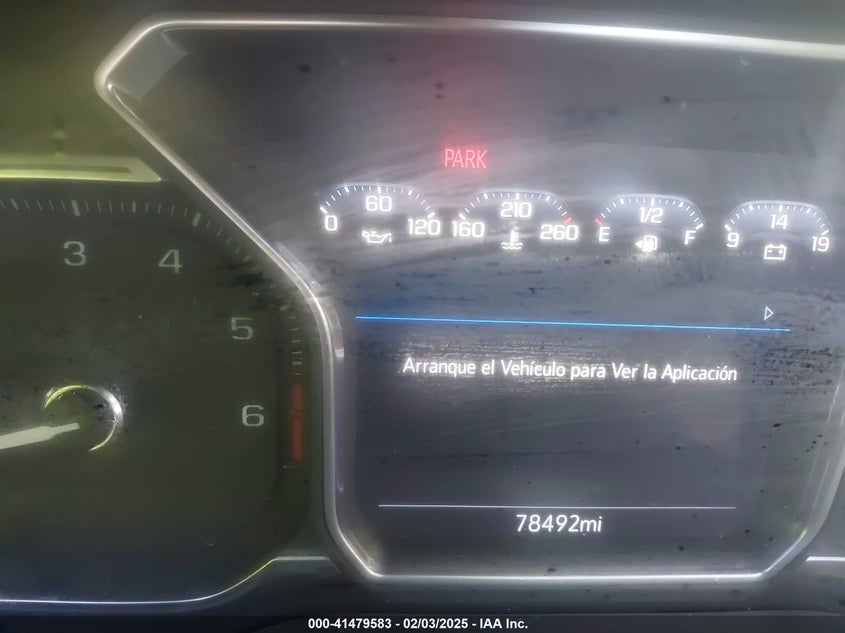 PARK
0 60 120
160 210 260
E 1/2 F
9 14 19
3
4
5
6
Arranque el Vehículo para Ver la Aplicación
78492mi
000-41479583 - 02/03/2025 - IAA Inc.